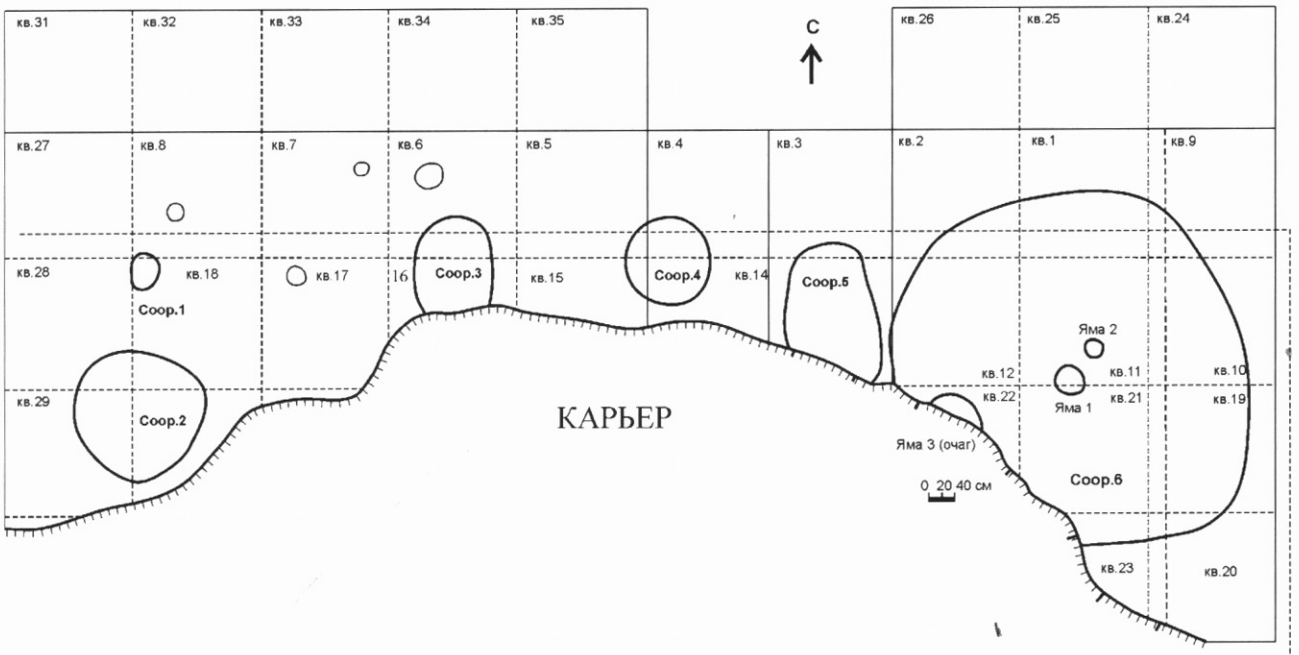 кв.31 кв.32 кв.33 кв.34 кв.35 С кв.26 кв.25 кв.24
кв.27 кв.8 кв.7 кв.6 кв.5 кв.4 кв.3 кв.2 кв.1 кв.9
кв.28 кв.18 кв.17 16 Соор.3 кв.15 Соор.4 кв.14 Соор.5
Соор.1
Яма 2
кв.12 кв.11 кв.10
кв.29 Соор.2 КАРЬЕР кв.22 Яма 1 кв.21 кв.19
Яма 3 (очаг)
0 20 40 см Соор.6
кв.23 кв.20